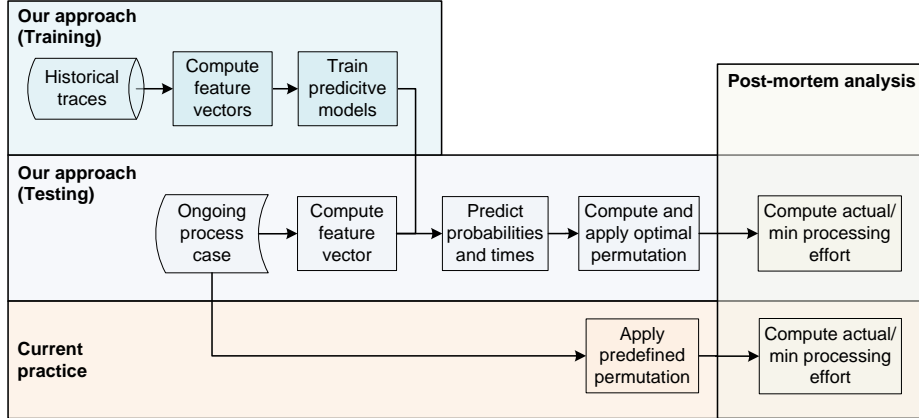 Our approach
(Training)
Historical
traces
Compute
feature
vectors
Train
predicitve
models
Post-mortem analysis
Our approach
(Testing)
Ongoing
process
case
Compute
feature
vector
Predict
probabilities
and times
Compute and
apply optimal
permutation
Compute actual/
min processing
effort
Current
practice
Apply
predefined
permutation
Compute actual/
min processing
effort